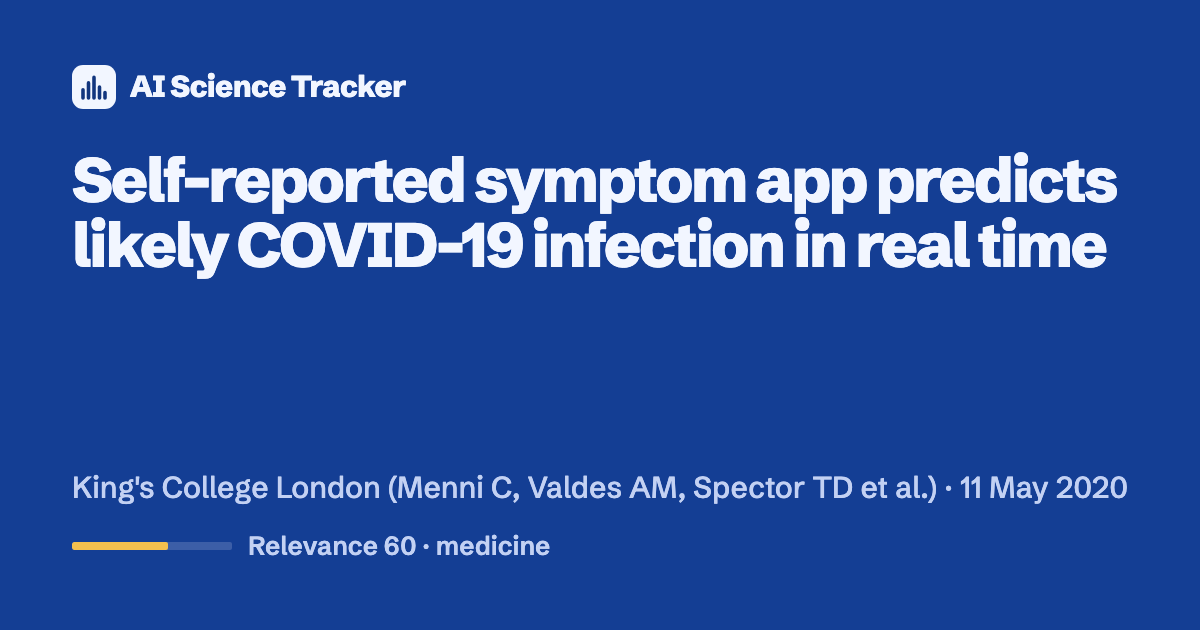 AI Science Tracker
Self-reported symptom app predicts
likely COVID-19 infection in real time
King's College London (Menni C, Valdes AM, Spector TD et al.) · 11 May 2020
Relevance 60 · medicine